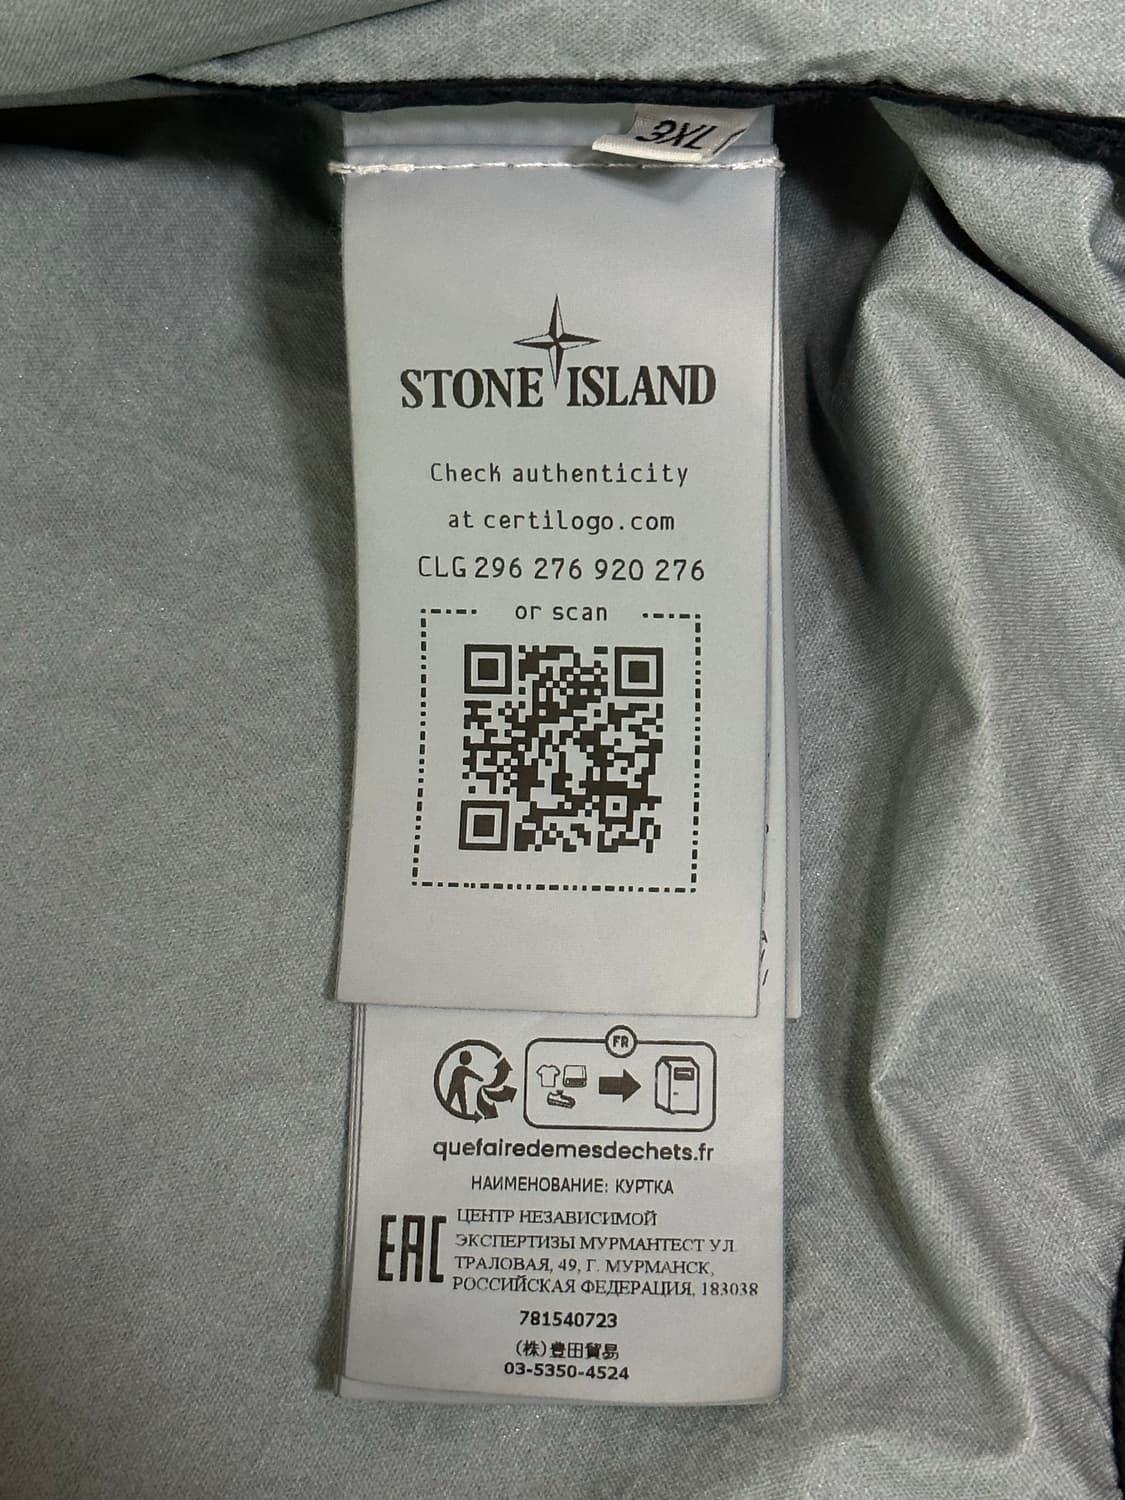 3XL
STONE ISLAND
Check authenticity
at certilogo.com
CLG 296 276 920 276
or scan
FR
quefairedemesdechets.fr
НАИМЕНОВАНИЕ: КУРТКА
EAC
ЦЕНТР НЕЗАВИСИМОЙ
ЭКСПЕРТИЗЫ МУРМАНТЕСТ УЛ.
ТРАЛОВАЯ, 49, Г. МУРМАНСК,
РОССИЙСКАЯ ФЕДЕРАЦИЯ, 183038
781540723
(株)豊田貿易
03-5350-4524